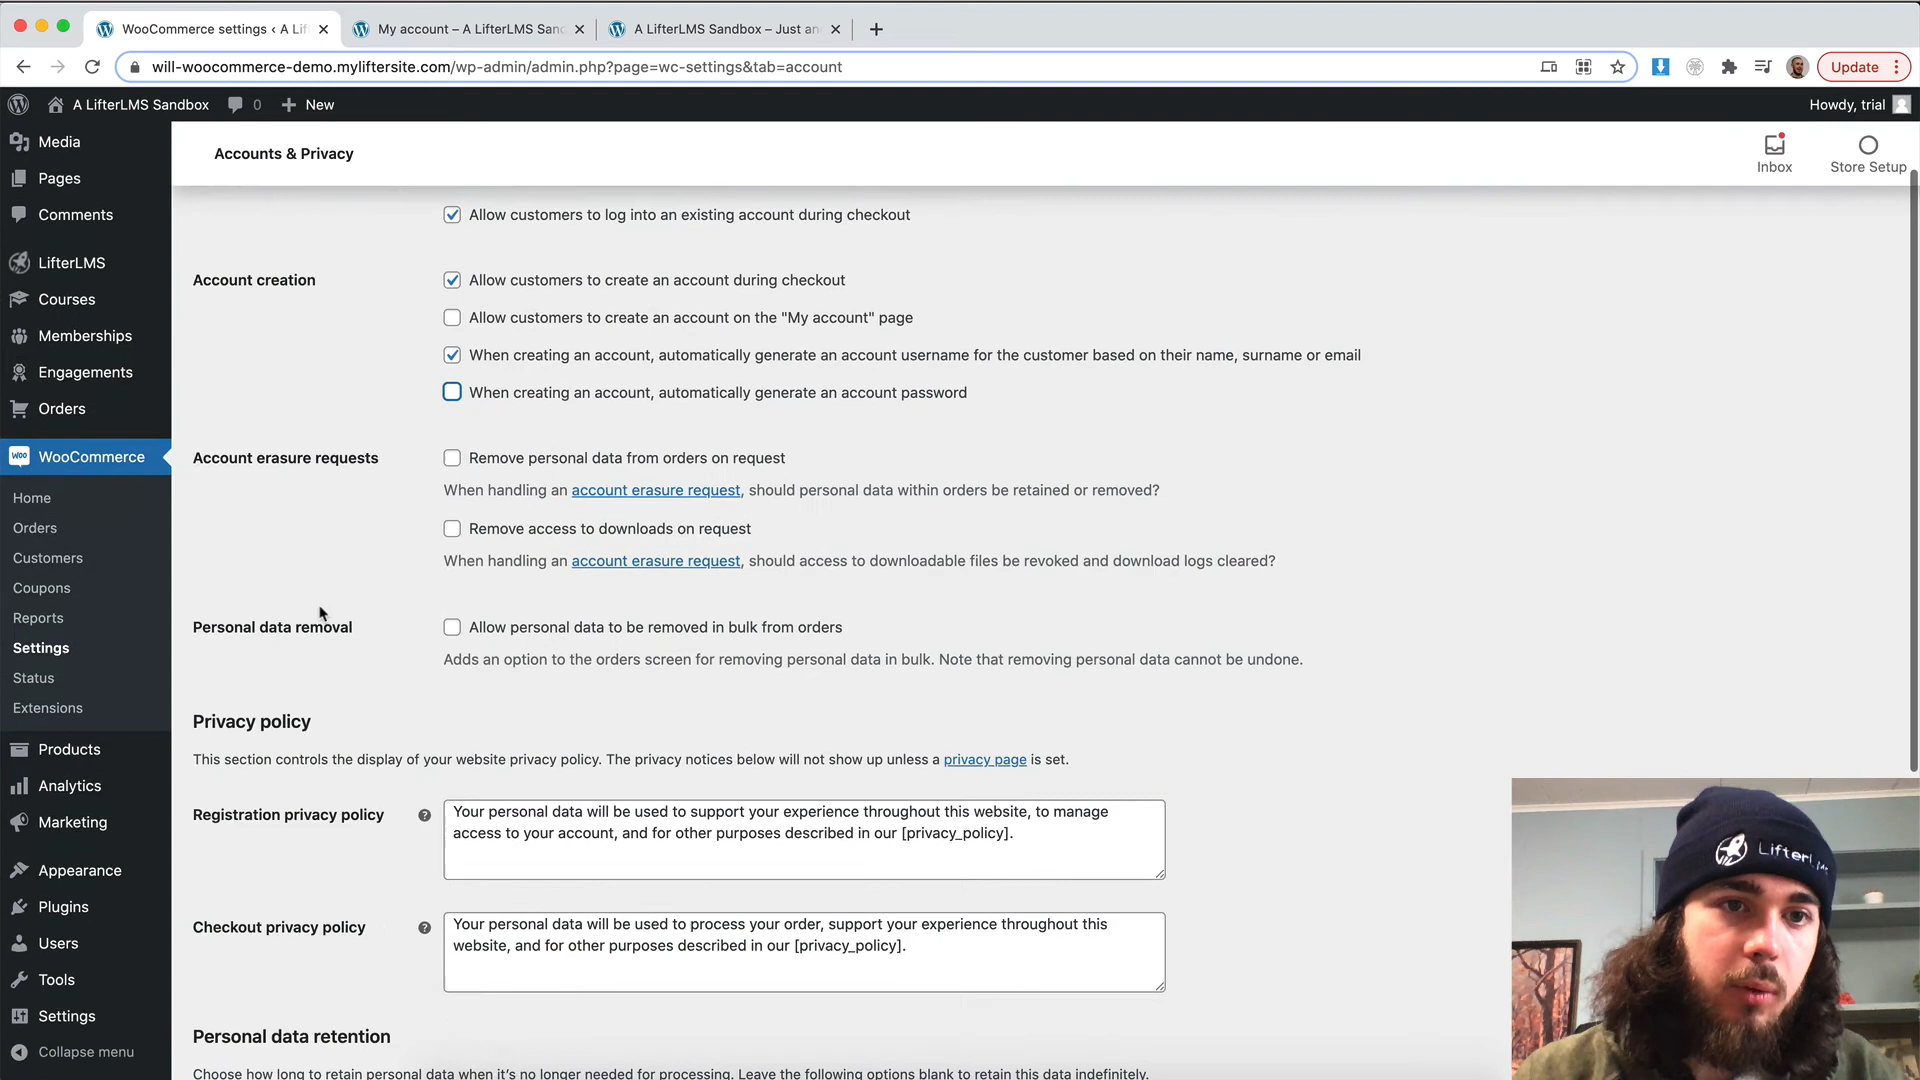 WooCommerce settings ‹ A Lif
My account – A LifterLMS San
A LifterLMS Sandbox – Just an
will-woocommerce-demo.myliftersite.com/wp-admin/admin.php?page=wc-settings&tab=account
Update
A LifterLMS Sandbox
0
New
Howdy, trial
Media
Pages
Comments
LifterLMS
Courses
Memberships
Engagements
Orders
Woo
WooCommerce
Home
Orders
Customers
Coupons
Reports
Settings
Status
Extensions
Products
Analytics
Marketing
Appearance
Plugins
Users
Tools
Settings
Collapse menu
Accounts & Privacy
Inbox
Store Setup
Allow customers to log into an existing account during checkout
Account creation
Allow customers to create an account during checkout
Allow customers to create an account on the "My account" page
When creating an account, automatically generate an account username for the customer based on their name, surname or email
When creating an account, automatically generate an account password
Account erasure requests
Remove personal data from orders on request
When handling an account erasure request, should personal data within orders be retained or removed?
Remove access to downloads on request
When handling an account erasure request, should access to downloadable files be revoked and download logs cleared?
Personal data removal
Allow personal data to be removed in bulk from orders
Adds an option to the orders screen for removing personal data in bulk. Note that removing personal data cannot be undone.
Privacy policy
This section controls the display of your website privacy policy. The privacy notices below will not show up unless a privacy page is set.
Registration privacy policy
Your personal data will be used to support your experience throughout this website, to manage
access to your account, and for other purposes described in our [privacy_policy].
Checkout privacy policy
Your personal data will be used to process your order, support your experience throughout this
website, and for other purposes described in our [privacy_policy].
Personal data retention
Choose how long to retain personal data when it's no longer needed for processing. Leave the following options blank to retain this data indefinitely.
LifterLMS